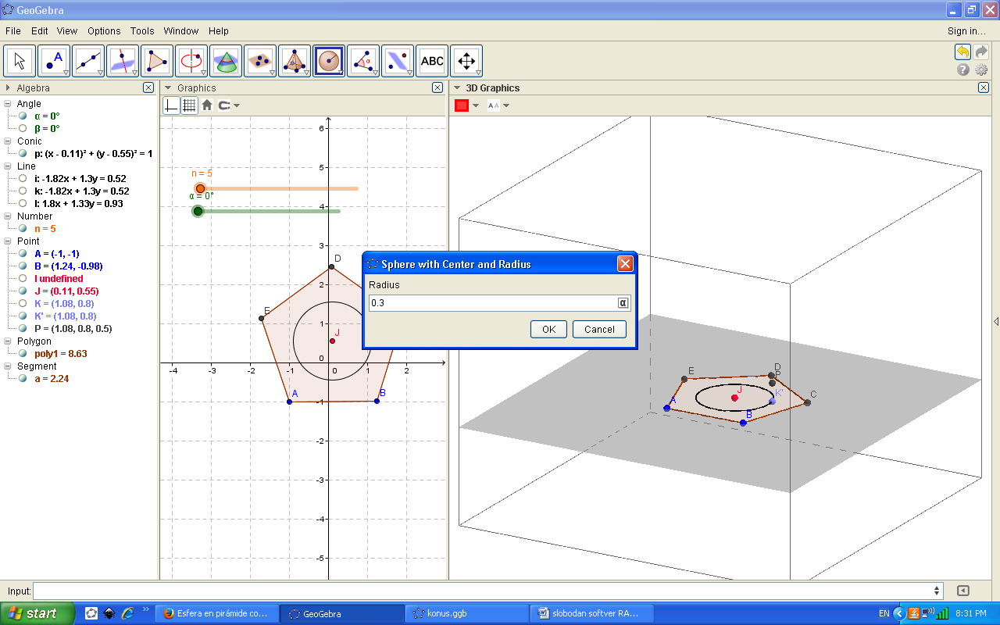 GeoGebra
File Edit View Options Tools Window Help
Sign in...
A
ABC
Algebra
Graphics
3D Graphics
A A
Angle
α = 0°
β = 0°
Conic
p: (x - 0.11)² + (y - 0.55)² = 1
Line
i: -1.82x + 1.3y = 0.52
k: -1.82x + 1.3y = 0.52
l: 1.8x + 1.33y = 0.93
Number
n = 5
Point
A = (-1, -1)
B = (1.24, -0.98)
I undefined
J = (0.11, 0.55)
K = (1.08, 0.8)
K' = (1.08, 0.8)
P = (1.08, 0.8, 0.5)
Polygon
poly1 = 8.63
Segment
a = 2.24
n = 5
α = 0°
6
5
4
3
2
1
0
-1
-2
-3
-4
-5
-4 -3 -2 -1 0 1 2
D
E
J
A
B
Sphere with Center and Radius
Radius
0.3
α
OK Cancel
E
D
P
J
K'
C
A
B
Input:
start
Esfera en pirámide co...
GeoGebra
konus.ggb
slobodan softver RA...
EN
8:31 PM